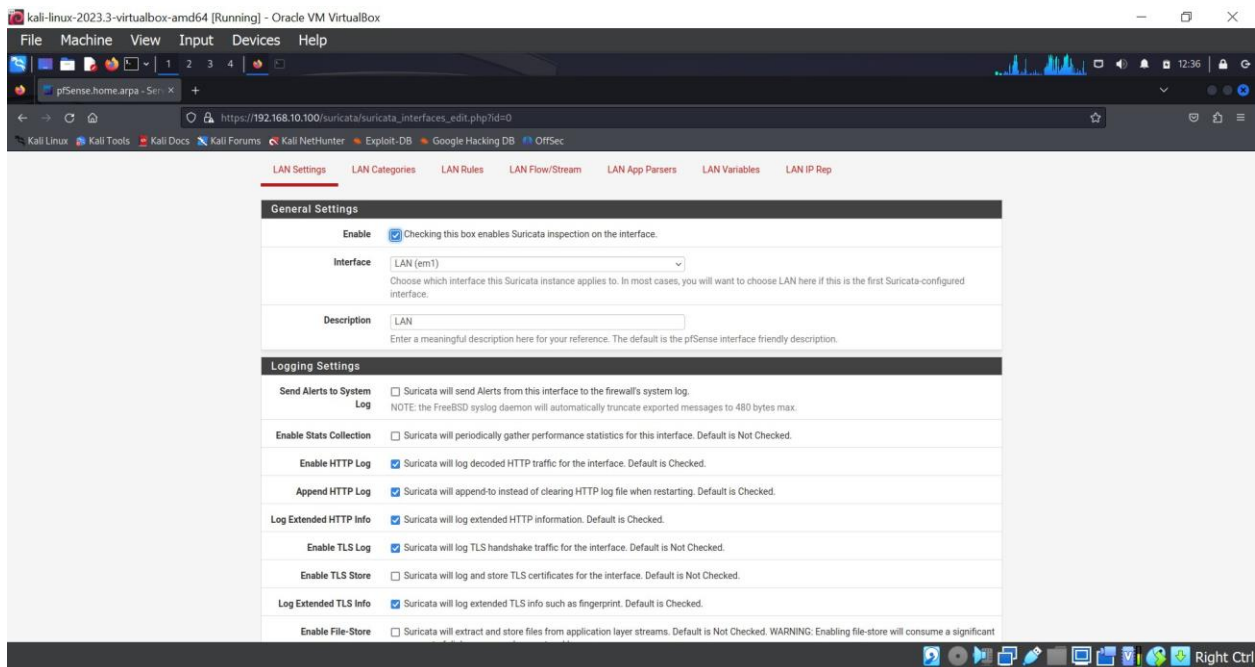 kali-linux-2023.3-virtualbox-amd64 [Running] - Oracle VM VirtualBox
File Machine View Input Devices Help
1 2 3 4
12:36
pfSense.home.arpa - Serv
https://192.168.10.100/suricata/suricata_interfaces_edit.php?id=0
Kali Linux Kali Tools Kali Docs Kali Forums Kali NetHunter Exploit-DB Google Hacking DB OffSec
LAN Settings LAN Categories LAN Rules LAN Flow/Stream LAN App Parsers LAN Variables LAN IP Rep
General Settings
Enable Checking this box enables Suricata inspection on the interface.
Interface LAN (em1)
Choose which interface this Suricata instance applies to. In most cases, you will want to choose LAN here if this is the first Suricata-configured
interface.
Description LAN
Enter a meaningful description here for your reference. The default is the pfSense interface friendly description.
Logging Settings
Send Alerts to System Suricata will send Alerts from this interface to the firewall's system log.
Log NOTE: the FreeBSD syslog daemon will automatically truncate exported messages to 480 bytes max.
Enable Stats Collection Suricata will periodically gather performance statistics for this interface. Default is Not Checked.
Enable HTTP Log Suricata will log decoded HTTP traffic for the interface. Default is Checked.
Append HTTP Log Suricata will append-to instead of clearing HTTP log file when restarting. Default is Checked.
Log Extended HTTP Info Suricata will log extended HTTP information. Default is Checked.
Enable TLS Log Suricata will log TLS handshake traffic for the interface. Default is Not Checked.
Enable TLS Store Suricata will log and store TLS certificates for the interface. Default is Not Checked.
Log Extended TLS Info Suricata will log extended TLS info such as fingerprint. Default is Checked.
Enable File-Store Suricata will extract and store files from application layer streams. Default is Not Checked. WARNING: Enabling file-store will consume a significant
Right Ctrl